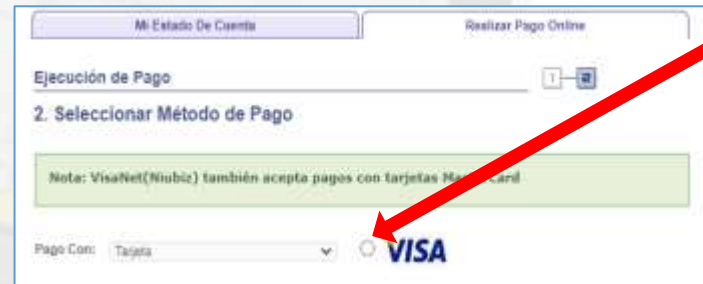 Mi Estado De Cuenta
Realizar Pago Online
Ejecución de Pago
1 2
2. Seleccionar Método de Pago
Nota: VisaNet(Niubiz) también acepta pagos con tarjetas
Pago Con: Tarjeta VISA